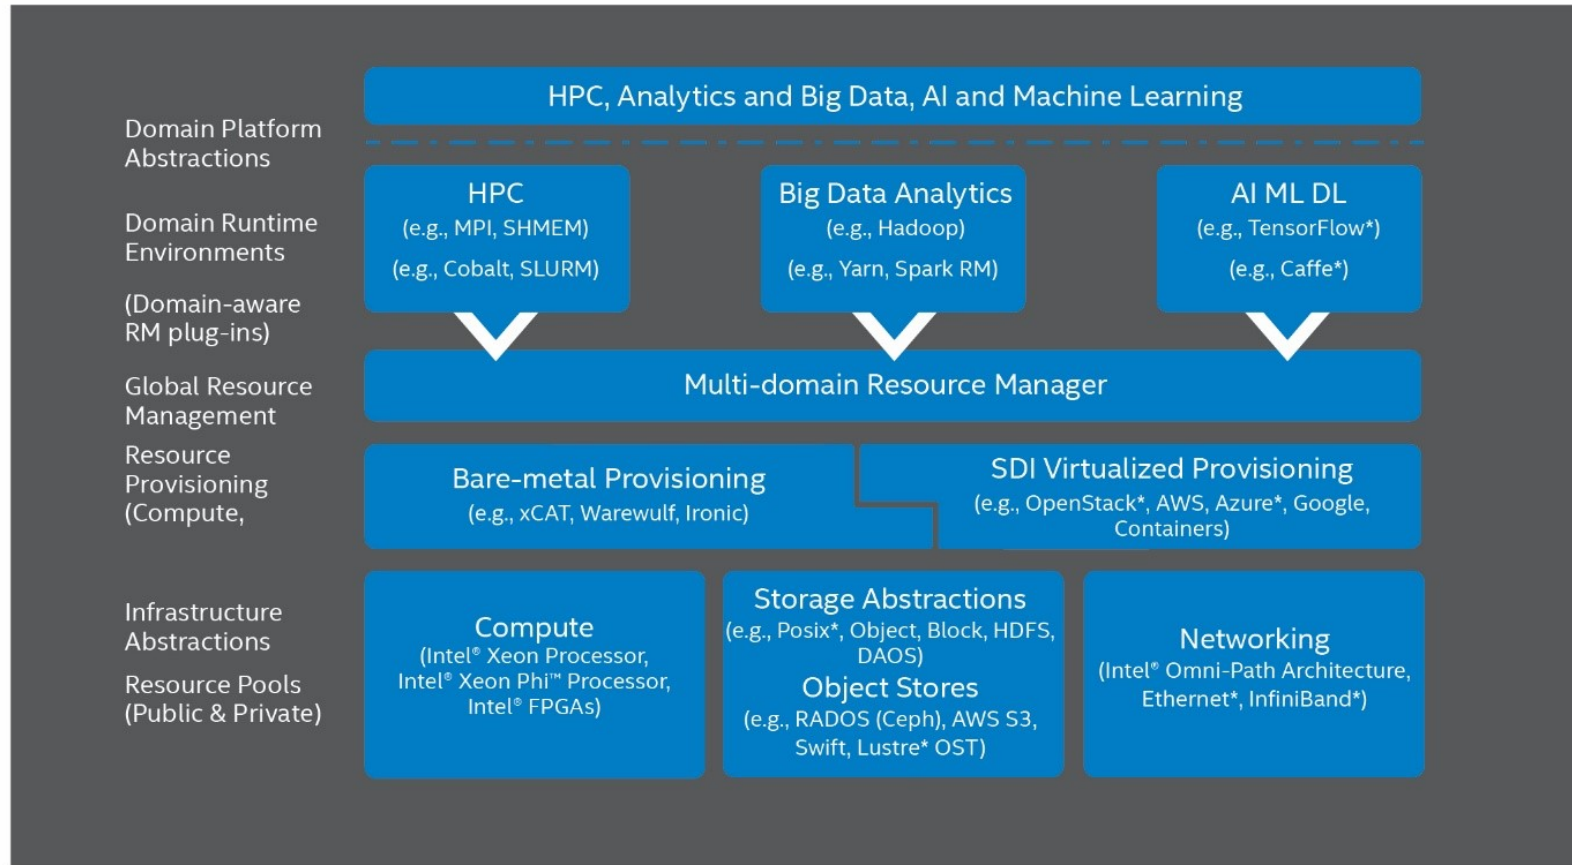 HPC, Analytics and Big Data, AI and Machine Learning
Domain Platform
Abstractions
HPC
(e.g., MPI, SHMEM)
(e.g., Cobalt, SLURM)
Big Data Analytics
(e.g., Hadoop)
(e.g., Yarn, Spark RM)
AI ML DL
(e.g., TensorFlow*)
(e.g., Caffe*)
Domain Runtime
Environments
(Domain-aware
RM plug-ins)
Global Resource
Management
Multi-domain Resource Manager
Resource
Provisioning
(Compute,
Bare-metal Provisioning
(e.g., xCAT, Warewulf, Ironic)
SDI Virtualized Provisioning
(e.g., OpenStack*, AWS, Azure*, Google,
Containers)
Infrastructure
Abstractions
Resource Pools
(Public & Private)
Compute
(Intel® Xeon Processor,
Intel® Xeon Phi™ Processor,
Intel® FPGAs)
Storage Abstractions
(e.g., Posix*, Object, Block, HDFS,
DAOS)
Object Stores
(e.g., RADOS (Ceph), AWS S3,
Swift, Lustre* OST)
Networking
(Intel® Omni-Path Architecture,
Ethernet*, InfiniBand*)